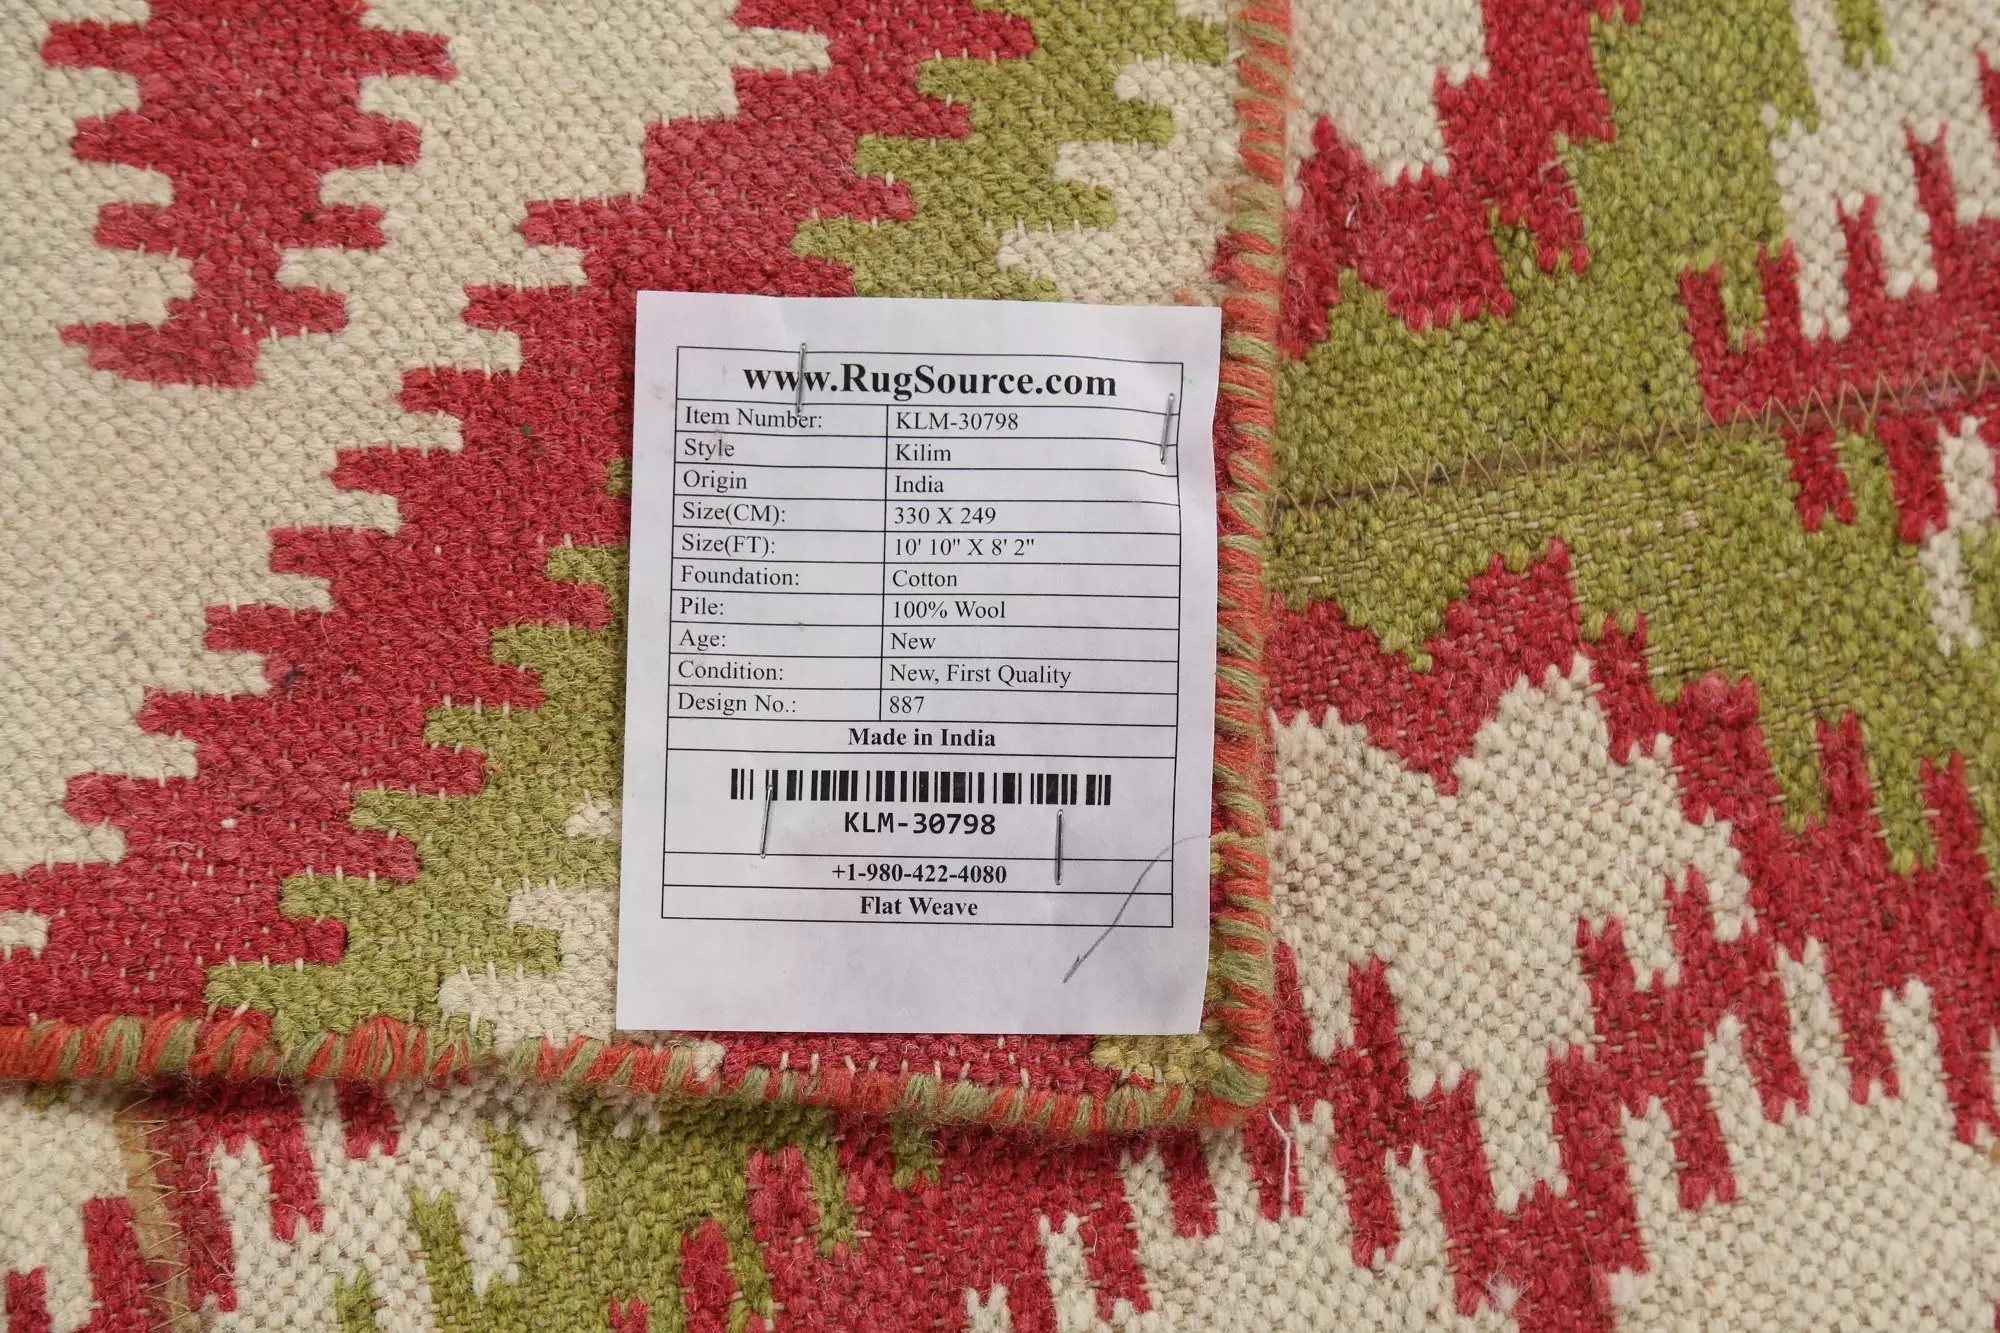 www.RugSource.com
Item Number: KLM-30798
Style Kilim
Origin India
Size(CM): 330 X 249
Size(FT): 10' 10" X 8' 2"
Foundation: Cotton
Pile: 100% Wool
Age: New
Condition: New, First Quality
Design No.: 887
Made in India
KLM-30798
+1-980-422-4080
Flat Weave